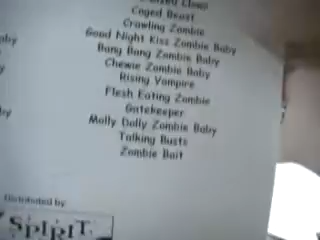 Clown
Caged Beast
Crawling Zombie
Good Night Kiss Zombie Baby
Bang Bang Zombie Baby
Chewie Zombie Baby
Rising Vampire
Flesh Eating Zombie
Gatekeeper
Molly Dolly Zombie Baby
Talking Busts
Zombie Bait
Distributed by
SPIRIT